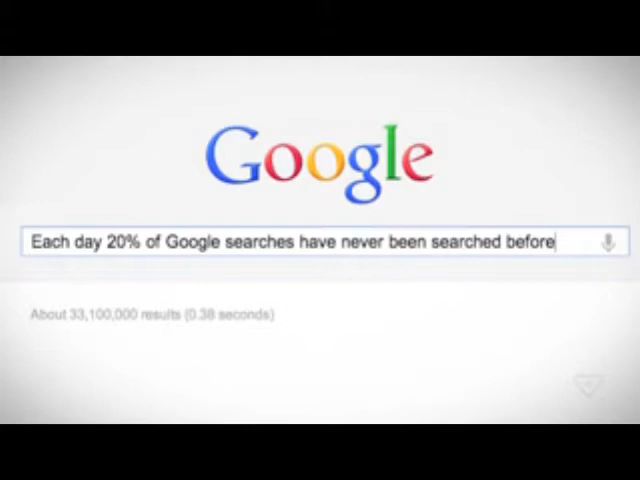 Google
Each day 20% of Google searches have never been searched before
About 33,100,000 results (0.38 seconds)